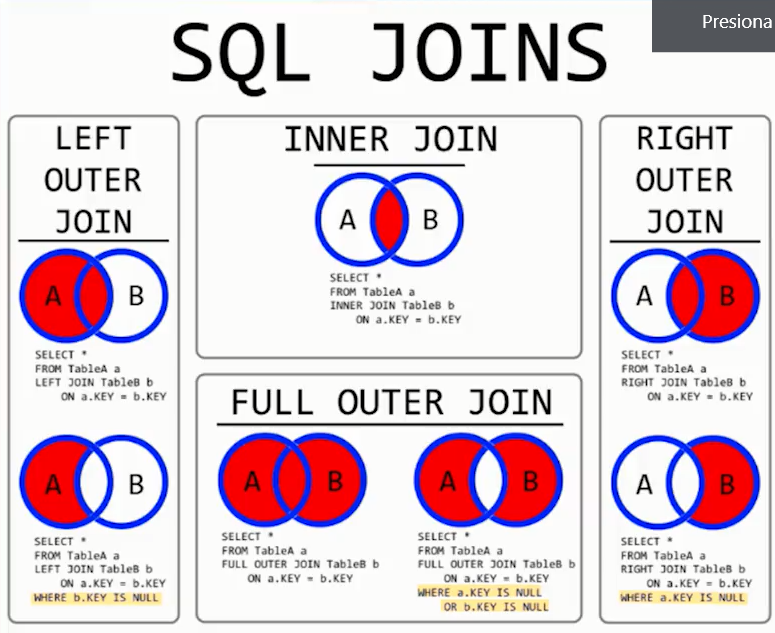 Presiona
SQL JOINS
LEFT
OUTER
JOIN
A B
SELECT *
FROM TableA a
LEFT JOIN TableB b
ON a.KEY = b.KEY
A B
SELECT *
FROM TableA a
LEFT JOIN TableB b
ON a.KEY = b.KEY
WHERE b.KEY IS NULL
INNER JOIN
A B
SELECT *
FROM TableA a
INNER JOIN TableB b
ON a.KEY = b.KEY
FULL OUTER JOIN
A B
SELECT *
FROM TableA a
FULL OUTER JOIN TableB b
ON a.KEY = b.KEY
A B
SELECT *
FROM TableA a
FULL OUTER JOIN TableB b
ON a.KEY = b.KEY
WHERE a.KEY IS NULL
OR b.KEY IS NULL
RIGHT
OUTER
JOIN
A B
SELECT *
FROM TableA a
RIGHT JOIN TableB b
ON a.KEY = b.KEY
A B
SELECT *
FROM TableA a
RIGHT JOIN TableB b
ON a.KEY = b.KEY
WHERE a.KEY IS NULL